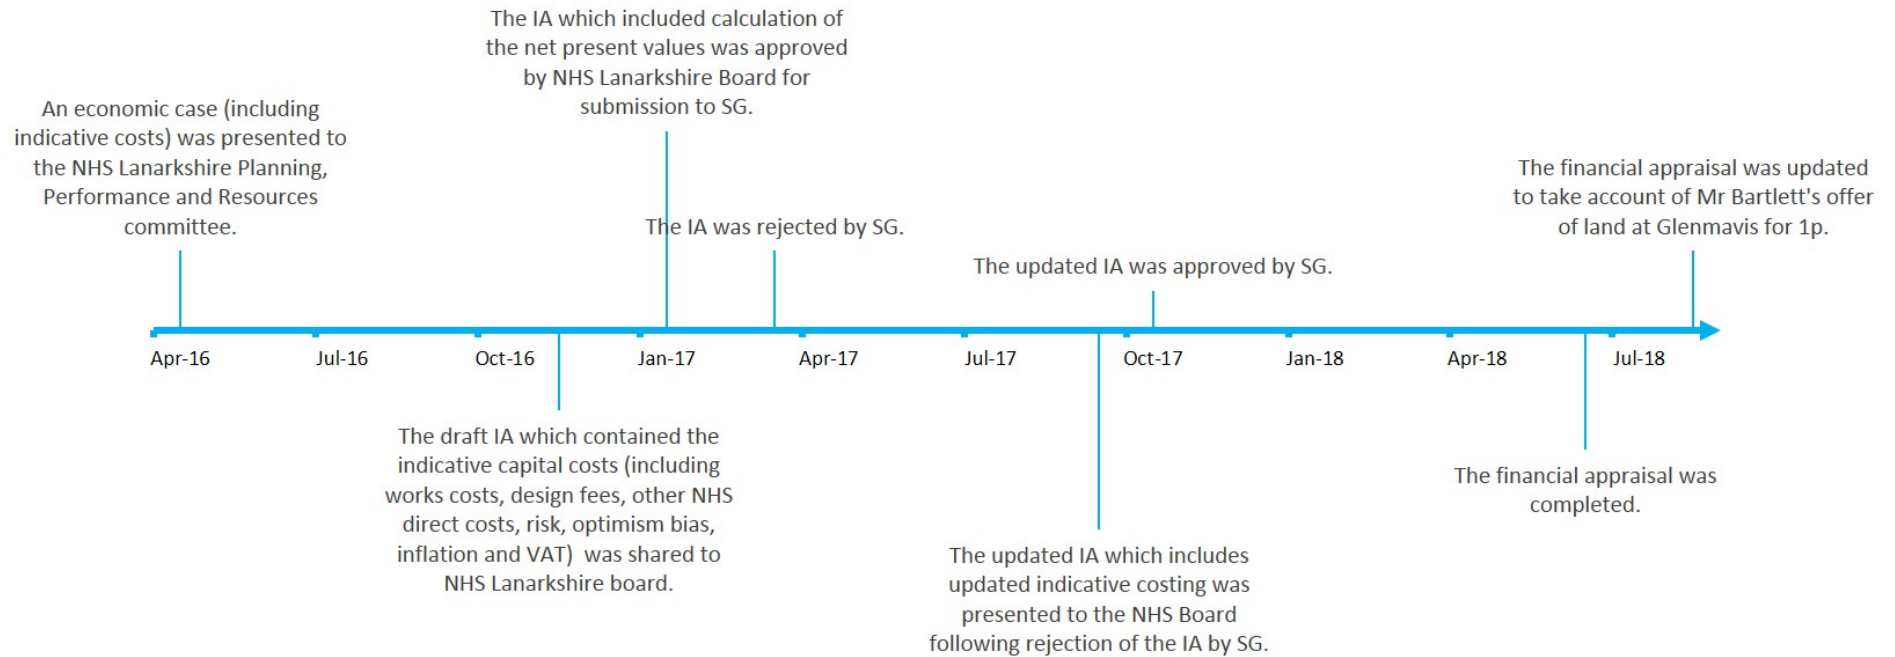 The IA which included calculation of
the net present values was approved
by NHS Lanarkshire Board for
submission to SG.
An economic case (including
indicative costs) was presented to
the NHS Lanarkshire Planning,
Performance and Resources
committee.
The IA was rejected by SG.
The updated IA was approved by SG.
The financial appraisal was updated
to take account of Mr Bartlett's offer
of land at Glenmavis for 1p.
Apr-16
Jul-16
Oct-16
Jan-17
Apr-17
Jul-17
Oct-17
Jan-18
Apr-18
Jul-18
The draft IA which contained the
indicative capital costs (including
works costs, design fees, other NHS
direct costs, risk, optimism bias,
inflation and VAT)  was shared to
NHS Lanarkshire board.
The updated IA which includes
updated indicative costing was
presented to the NHS Board
following rejection of the IA by SG.
The financial appraisal was
completed.